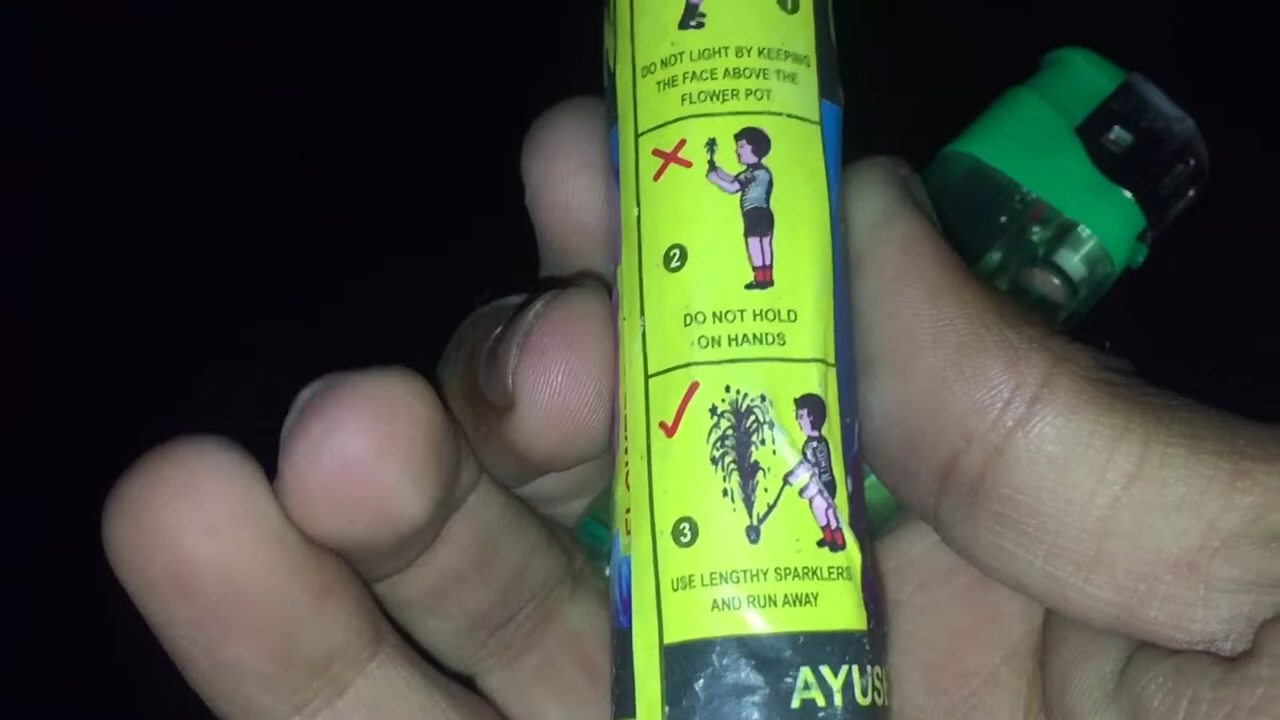 1
DO NOT LIGHT BY KEEPING
THE FACE ABOVE THE
FLOWER POT.
2
DO NOT HOLD
ON HANDS
3
USE LENGTHY SPARKLERS
AND RUN AWAY